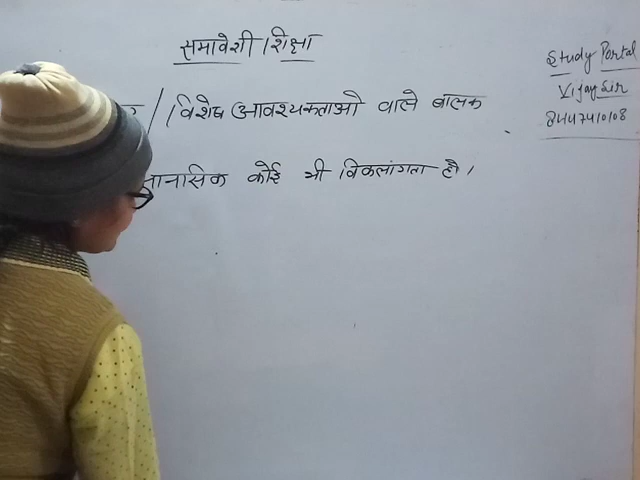 समावेशी शिक्षा
/ विशेष आवश्यकताओ वाले बालक
मानसिक कोई भी विकलांगता हो।
Study Portal
Vijay Sir
8447410108